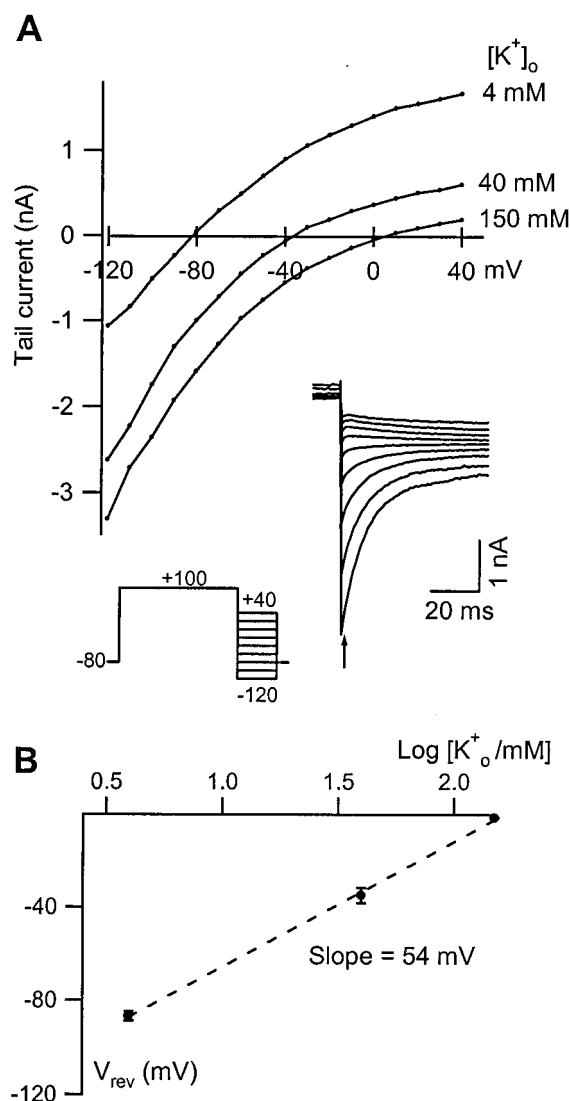 A
[K+]o
4 mM
40 mM
150 mM
Tail current (nA)
1
0
-1
-2
-3
-120
-80
-40
0
40
mV
1 nA
20 ms
+100
+40
-80
-120
B
Log [K+o /mM]
0.5
1.0
1.5
2.0
-40
-80
-120
Slope = 54 mV
Vrev (mV)